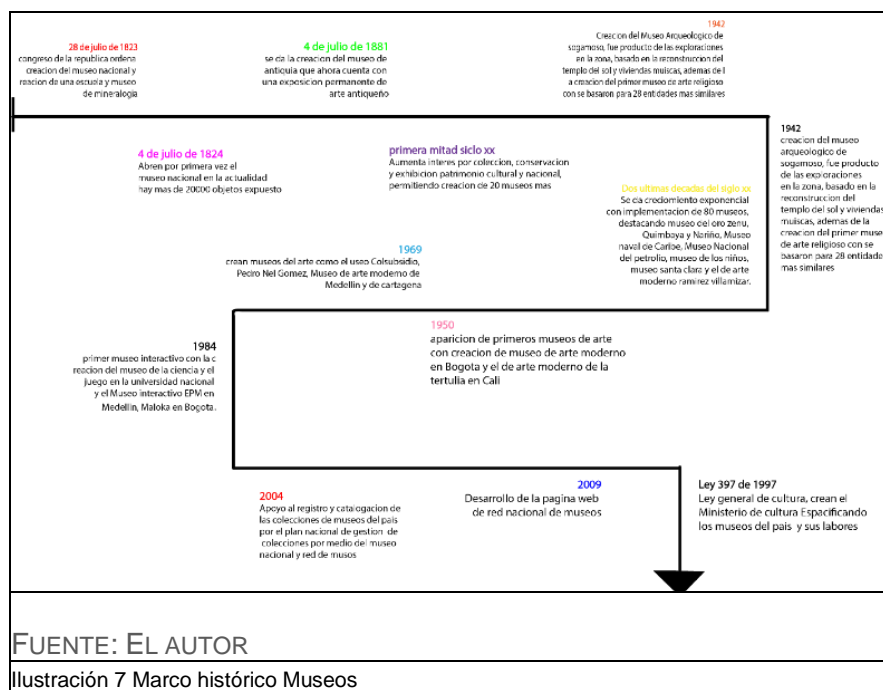 28 de julio de 1823
congreso de la republica ordena
creacion del museo nacional y
reacion de una escuela y museo
de mineralogia
4 de julio de 1881
se da la creacion del museo de
antiquia que ahora cuenta con
una exposicion permanente de
arte antiqueño
1942
Creacion del Museo Arqueologico de
sogamoso, fue producto de las exploraciones
en la zona, basado en la reconstruccion del
templo del sol y viviendas muiscas, ademas de l
a creacion del primer museo de arte religioso
con se basaron para 28 entidades mas similares
4 de julio de 1824
Abren por primera vez el
museo nacional en la actualidad
hay mas de 20000 objetos expuesto
primera mitad siclo xx
Aumenta interes por coleccion, conservacion
y exhibicion patrimonio cultural y nacional,
permitiendo creacion de 20 museos mas
1942
creacion del museo
arqueologico de
sogamoso, fue producto
de las exploraciones
en la zona, basado en la
reconstruccion del
templo del sol y viviendas
muiscas, ademas de la
creacion del primer muse
de arte religioso con se
basaron para 28 entidade
mas similares
Dos ultimas decadas del siglo xx
Se da crediomiento exponencial
con implementacion de 80 museos,
destacando museo del oro zenu,
Quimbaya y Nariño, Museo
naval de Caribe, Museo Nacional
del petrolio, museo de los niños,
museo santa clara y el de arte
moderno ramirez villamizar.
1969
crean museos del arte como el useo Colsubsidio,
Pedro Nel Gomez, Museo de arte moderno de
Medellin y de cartagena
1950
aparicion de primeros museos de arte
con creacion de museo de arte moderno
en Bogota y el de arte moderno de la
tertulia en Cali
1984
primer museo interactivo con la c
reacion del museo de la ciencia y el
juego en la universidad nacional
y el Museo interactivo EPM en
Medellin, Maloka en Bogota.
2004
Apoyo al registro y catalogacion de
las colecciones de museos del pais
por el plan nacional de gestion de
colecciones por medio del museo
nacional y red de musos
2009
Desarrollo de la pagina web
de red nacional de museos
Ley 397 de 1997
Ley general de cultura, crean el
Ministerio de cultura Espacificando
los museos del pais y sus labores
FUENTE: EL AUTOR
Ilustración 7 Marco histórico Museos